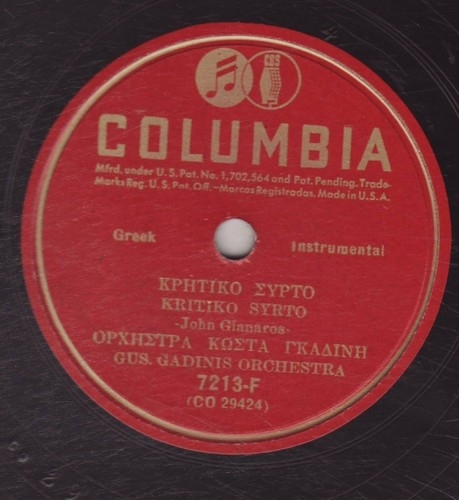 CBS
COLUMBIA
Mfrd. under U.S. Pat. No. 1,702,564 and Pat. Pending. Trade-
Marks Reg. U.S. Pat. Off. –Marcas Registradas. Made in U.S.A.
Greek Instrumental
ΚΡΗΤΙΚΟ ΣΥΡΤΟ
KRITIKO SYRTO
-John Gianaros-
ΟΡΧΗΣΤΡΑ ΚΩΣΤΑ ΓΚΑΔΙΝΗ
GUS. GADINIS ORCHESTRA
7213-F
(CO 29424)